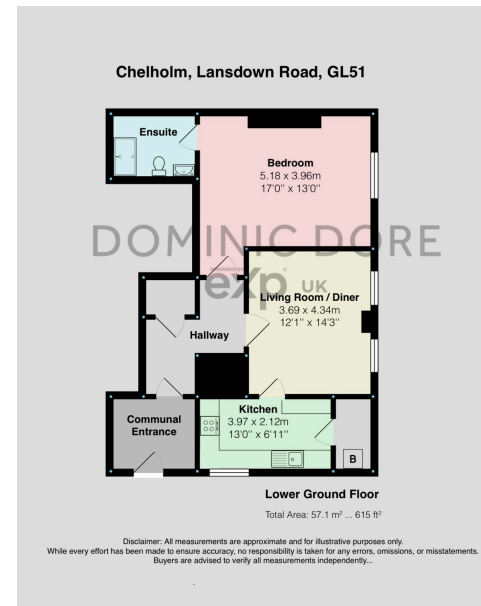 Chelholm, Lansdown Road, GL51
Ensuite
Bedroom
5.18 x 3.96m
17'0" x 13'0"
DOMINIC DORE
exp UK
Living Room / Diner
3.69 x 4.34m
12'1" x 14'3"
Hallway
Kitchen
3.97 x 2.12m
13'0" x 6'11"
Communal
Entrance
B
Lower Ground Floor
Total Area: 57.1 m² ... 615 ft²
Disclaimer: All measurements are approximate and for illustrative purposes only.
While every effort has been made to ensure accuracy, no responsibility is taken for any errors, omissions, or misstatements.
Buyers are advised to verify all measurements independently...